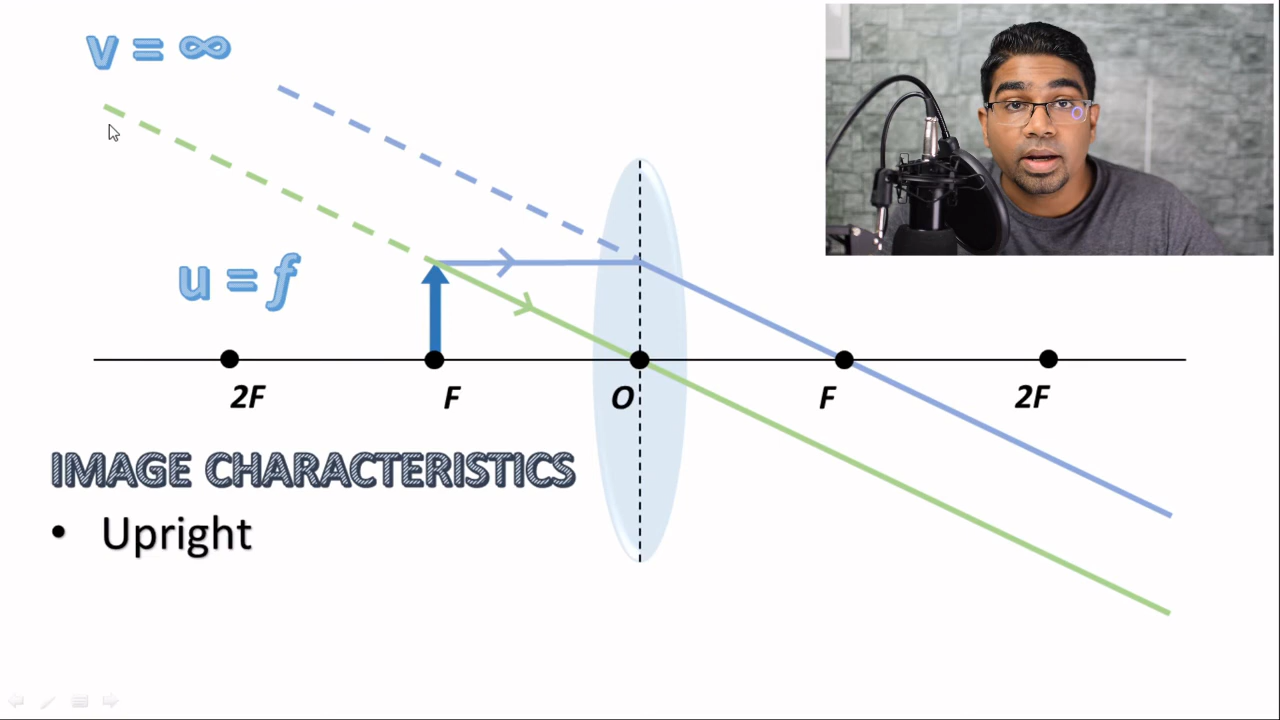 v = ∞
u = f
2F
F
O
F
2F
IMAGE CHARACTERISTICS
• Upright